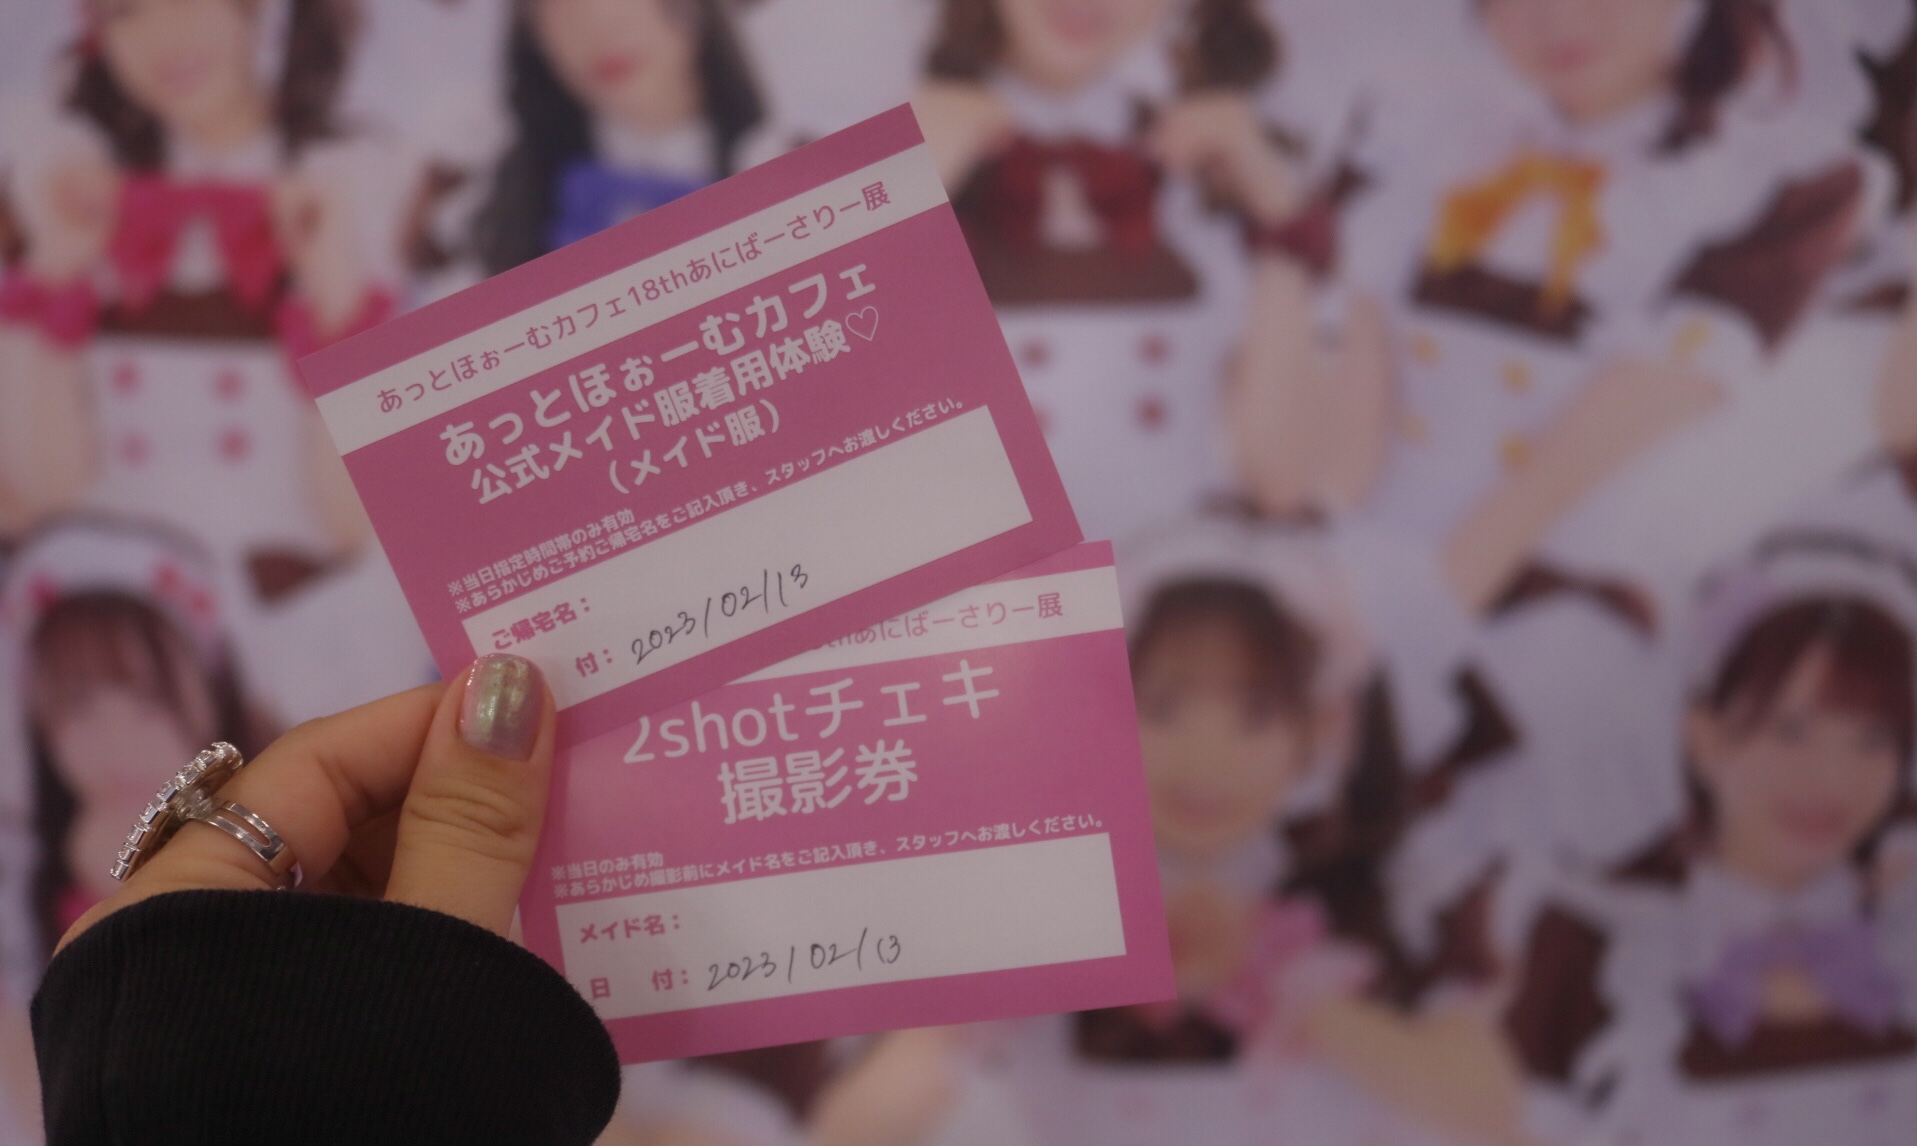 あっとほぉーむカフェ18thあにばーさりー展
あっとほぉーむカフェ
公式メイド服着用体験♡
(メイド服)
※当日指定時間帯のみ有効
※あらかじめご予約ご帰宅名をご記入頂き、スタッフへお渡しください。
ご帰宅名：
付： 2023/02/13
thあにばーさりー展
2shotチェキ
撮影券
※当日のみ有効
※あらかじめ撮影前にメイド名をご記入頂き、スタッフへお渡しください。
メイド名：
日 付： 2023/02/13